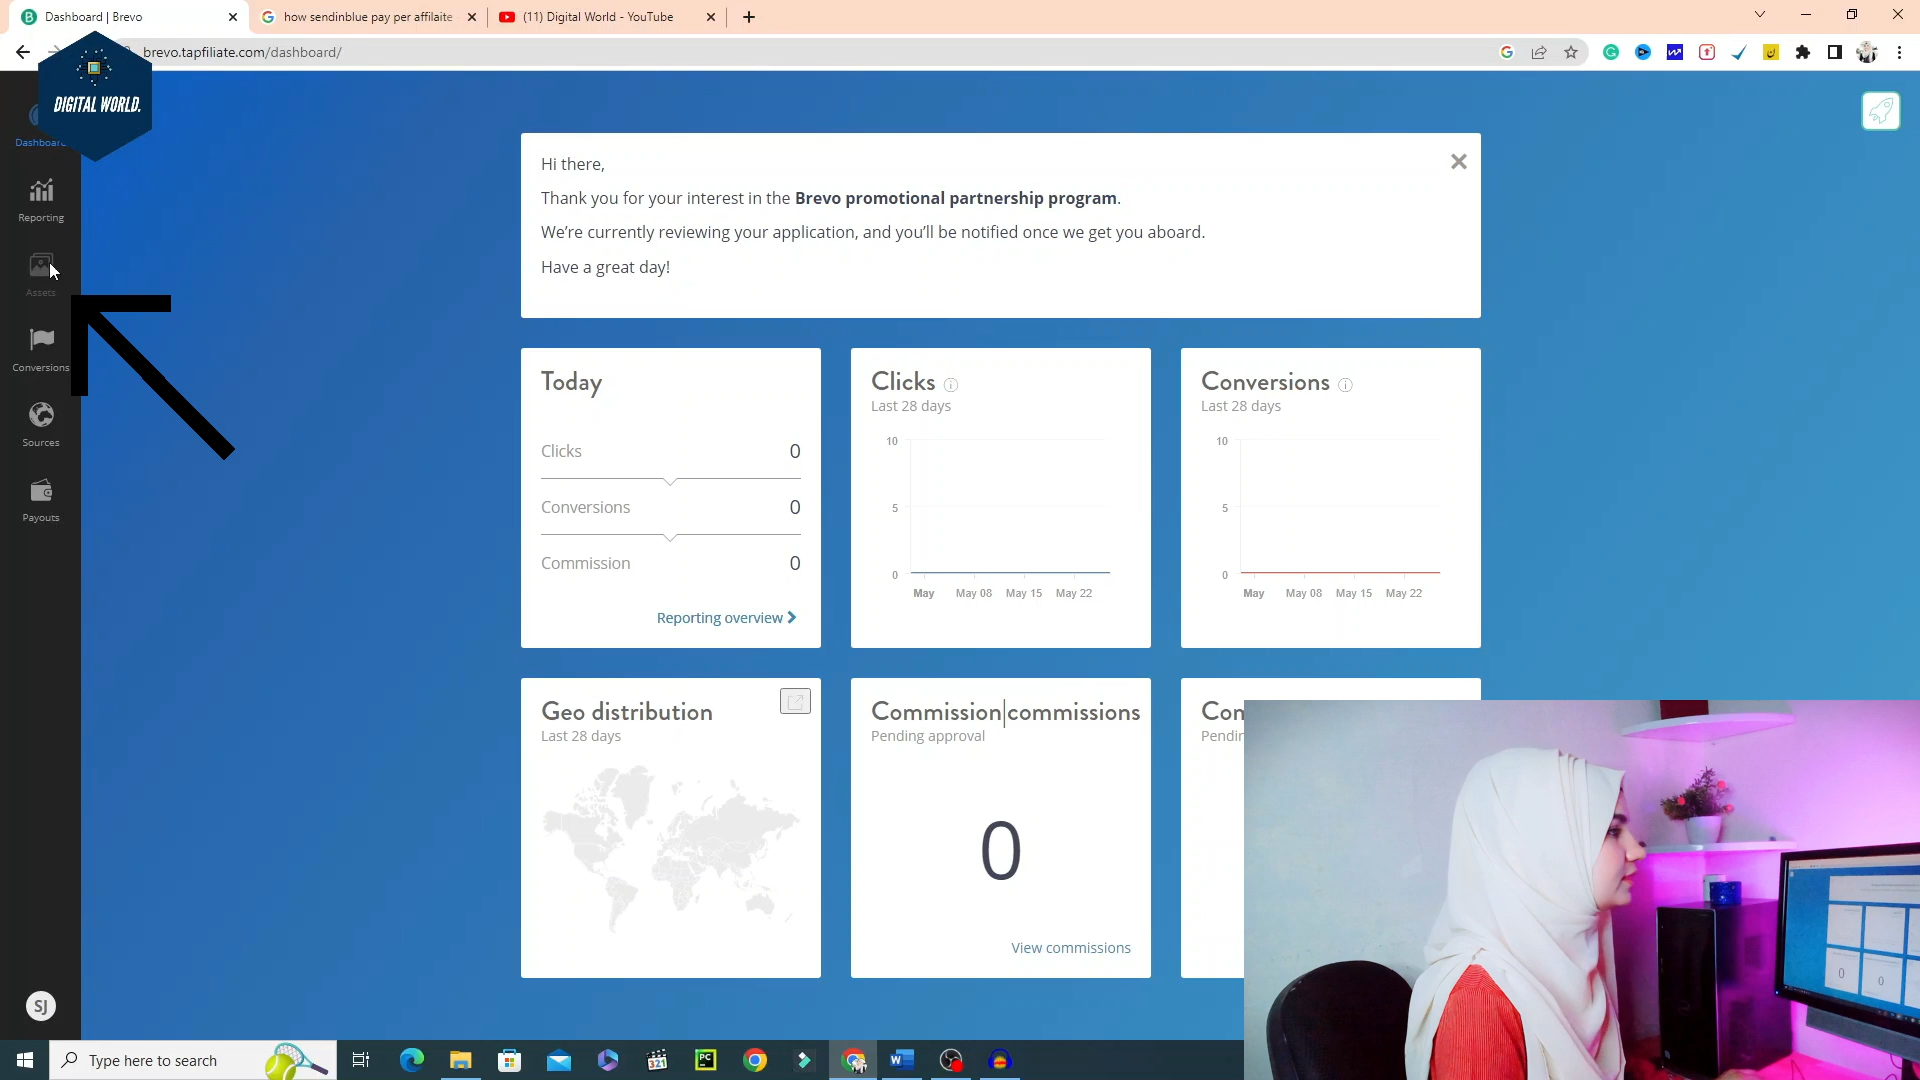 Dashboard | Brevo
how sendinblue pay per affilaite
(11) Digital World - YouTube
brevo.tapfiliate.com/dashboard/
DIGITAL WORLD.
Dashboard
Reporting
Assets
Conversions
Sources
Payouts
SJ
Hi there,
Thank you for your interest in the Brevo promotional partnership program.
We're currently reviewing your application, and you'll be notified once we get you aboard.
Have a great day!
Today
Clicks 0
Conversions 0
Commission 0
Reporting overview
Clicks
Last 28 days
10
5
0
May May 08 May 15 May 22
Conversions
Last 28 days
10
5
0
May May 08 May 15 May 22
Geo distribution
Last 28 days
Commission|commissions
Pending approval
0
View commissions
Com
Pendin
Type here to search